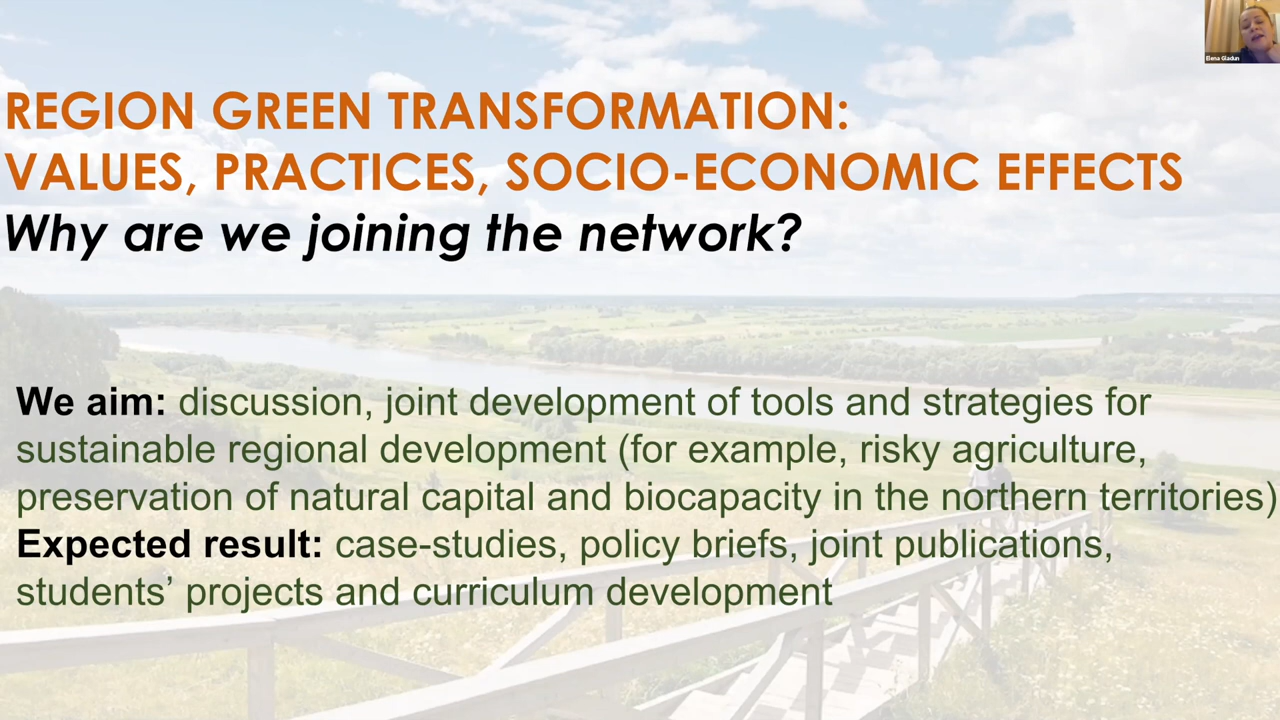 Elena Gladun
REGION GREEN TRANSFORMATION:
VALUES, PRACTICES, SOCIO-ECONOMIC EFFECTS
Why are we joining the network?
We aim: discussion, joint development of tools and strategies for
sustainable regional development (for example, risky agriculture,
preservation of natural capital and biocapacity in the northern territories)
Expected result: case-studies, policy briefs, joint publications,
students’ projects and curriculum development